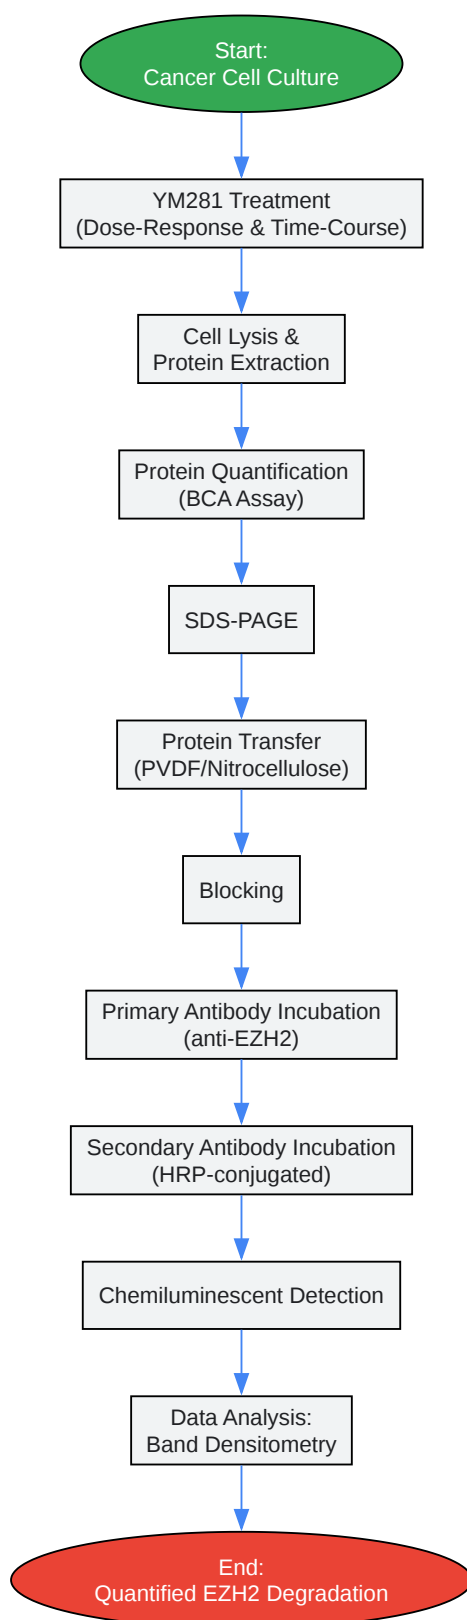 Start:
Cancer Cell Culture
YM281 Treatment
(Dose-Response & Time-Course)
Cell Lysis &
Protein Extraction
Protein Quantification
(BCA Assay)
SDS-PAGE
Protein Transfer
(PVDF/Nitrocellulose)
Blocking
Primary Antibody Incubation
(anti-EZH2)
Secondary Antibody Incubation
(HRP-conjugated)
Chemiluminescent Detection
Data Analysis:
Band Densitometry
End:
Quantified EZH2 Degradation